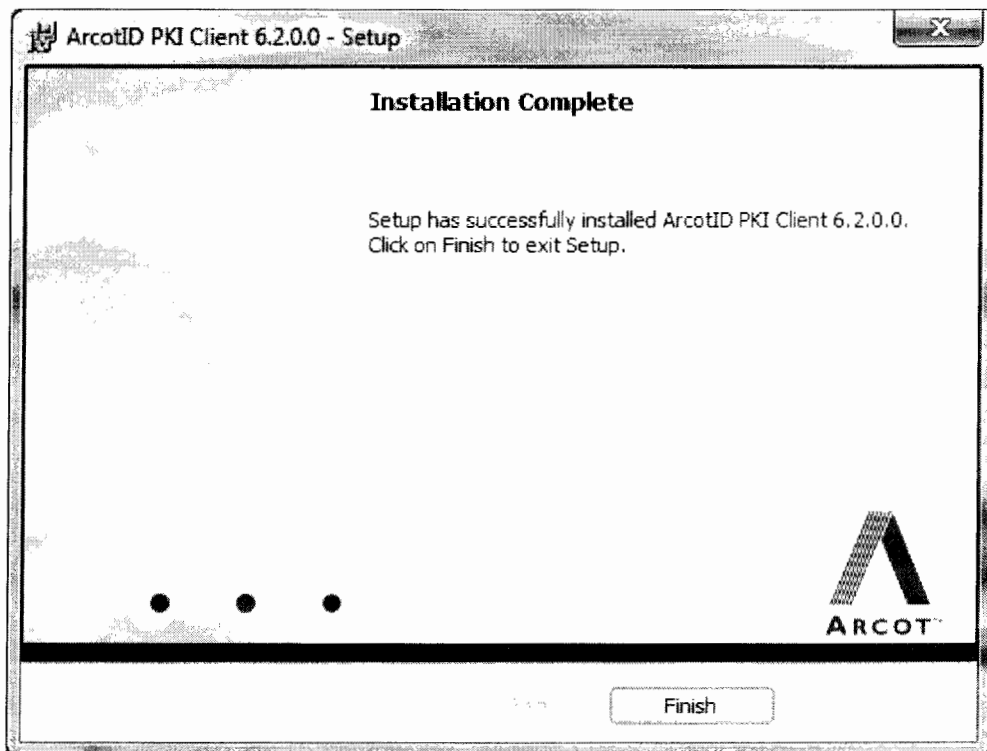 ArcotID PKI Client 6.2.0.0 - Setup
Installation Complete
Setup has successfully installed ArcotID PKI Client 6.2.0.0.
Click on Finish to exit Setup.
ARCOT
Finish